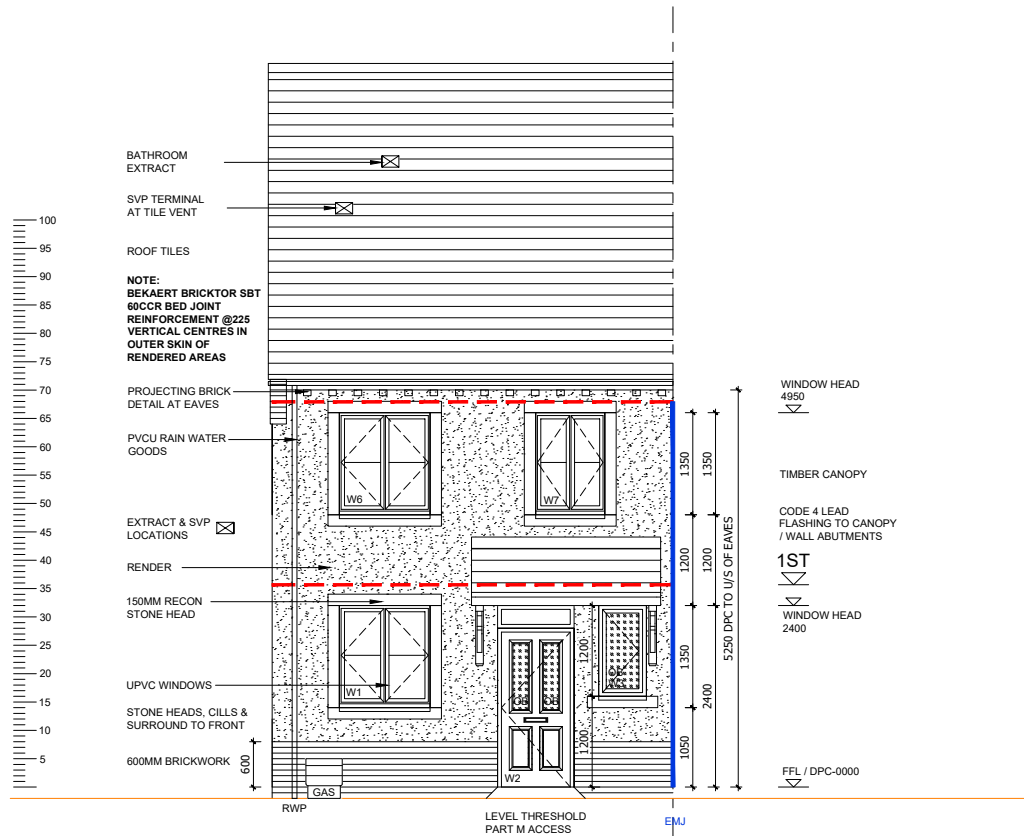 BATHROOM
EXTRACT
SVP TERMINAL
AT TILE VENT
ROOF TILES
NOTE:
BEKAERT BRICKTOR SBT
60CCR BED JOINT
REINFORCEMENT @225
VERTICAL CENTRES IN
OUTER SKIN OF
RENDERED AREAS
PROJECTING BRICK
DETAIL AT EAVES
PVCU RAIN WATER
GOODS
EXTRACT & SVP
LOCATIONS
RENDER
150MM RECON
STONE HEAD
UPVC WINDOWS
STONE HEADS, CILLS &
SURROUND TO FRONT
600MM BRICKWORK
100
95
90
85
80
75
70
65
60
55
50
45
40
35
30
25
20
15
10
5
600
W6
W7
W1
W2
OB
OB
GAS
RWP
LEVEL THRESHOLD
PART M ACCESS
EMJ
1200
1200
1350
1200
1350
1050
1350
1200
2400
5250 DPC TO U/S OF EAVES
WINDOW HEAD
4950
TIMBER CANOPY
CODE 4 LEAD
FLASHING TO CANOPY
/ WALL ABUTMENTS
1ST
WINDOW HEAD
2400
FFL / DPC-0000